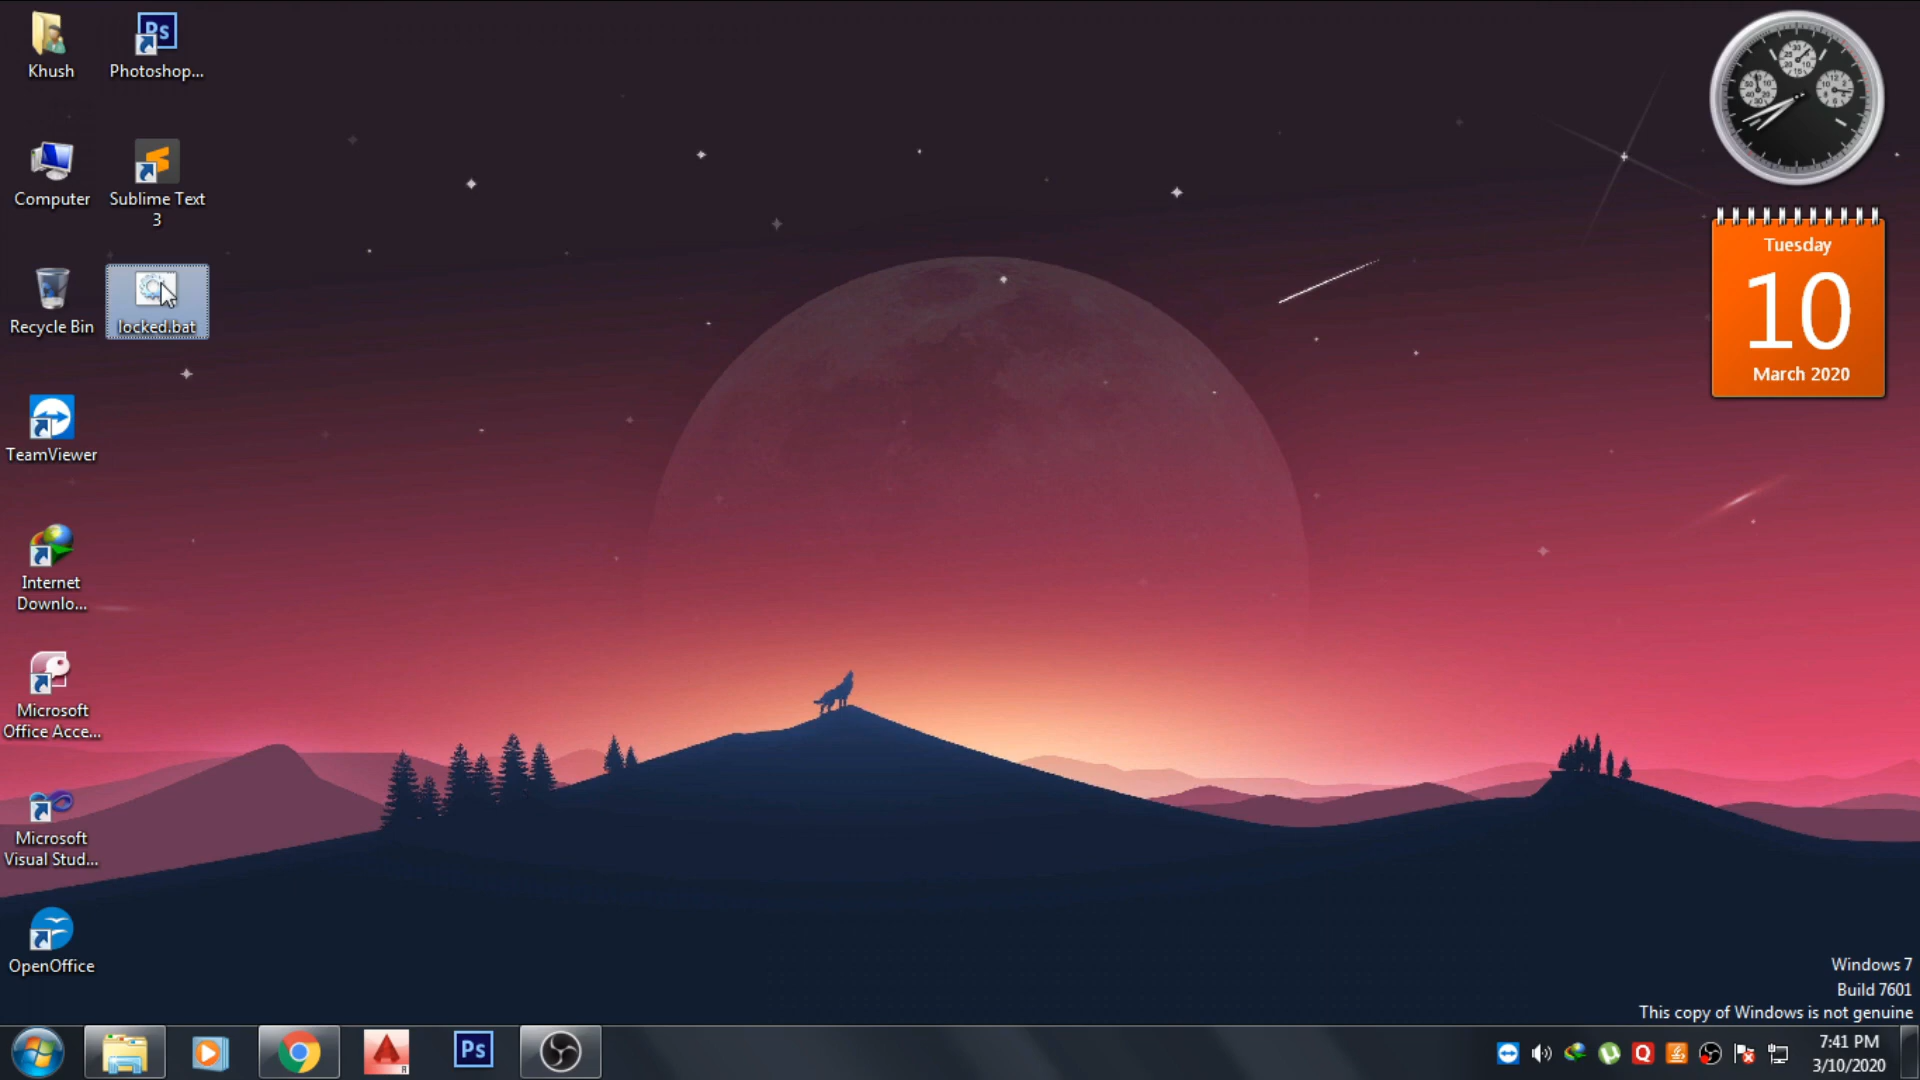 Khush
Photoshop...
Computer
Sublime Text
3
Recycle Bin
locked.bat
TeamViewer
Internet
Downlo...
Microsoft
Office Acce...
Microsoft
Visual Stud...
OpenOffice
Tuesday
10
March 2020
Windows 7
Build 7601
This copy of Windows is not genuine
Ps
Ps
7:41 PM
3/10/2020